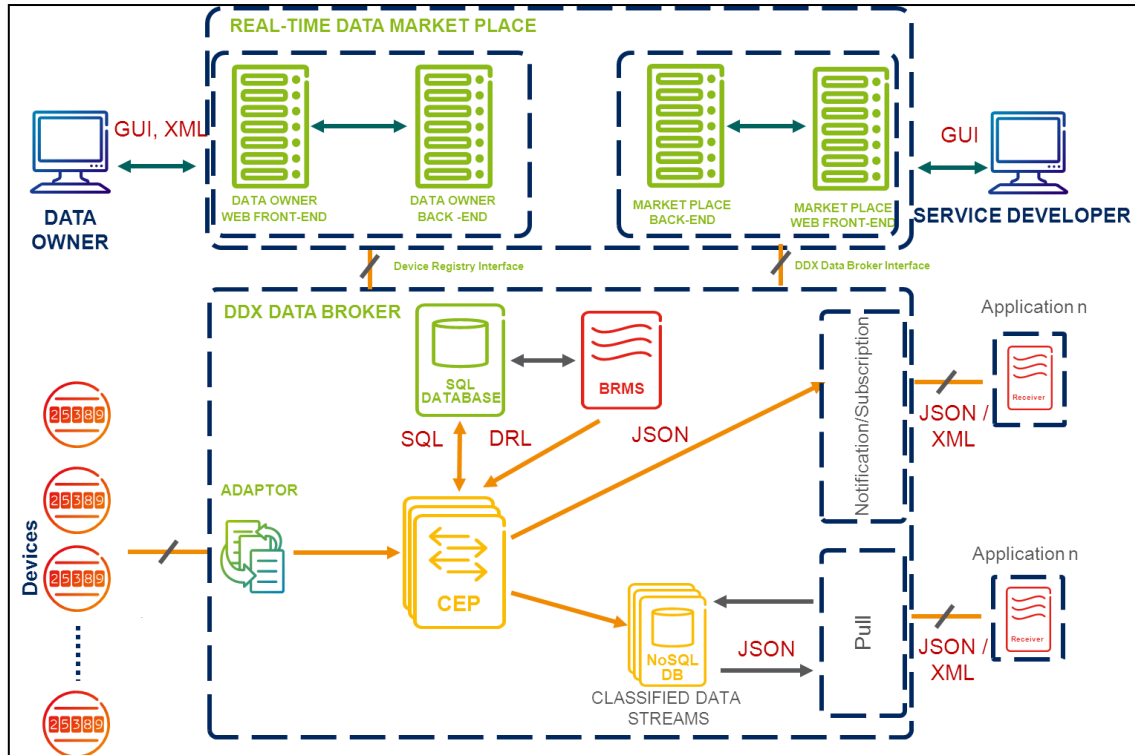 REAL-TIME DATA MARKET PLACE
GUI, XML
DATA
OWNER
DATA OWNER
WEB FRONT-END
DATA OWNER
BACK -END
MARKET PLACE
BACK-END
MARKET PLACE
WEB FRONT-END
GUI
SERVICE DEVELOPER
Device Registry Interface
DDX Data Broker Interface
DDX DATA BROKER
SQL
DATABASE
BRMS
SQL
DRL
JSON
Notification/Subscription
Application n
Receiver
JSON /
XML
Devices
25389
25389
25389
25389
ADAPTOR
CEP
NoSQL
DB
JSON
CLASSIFIED DATA
STREAMS
Pull
Application n
Receiver
JSON /
XML